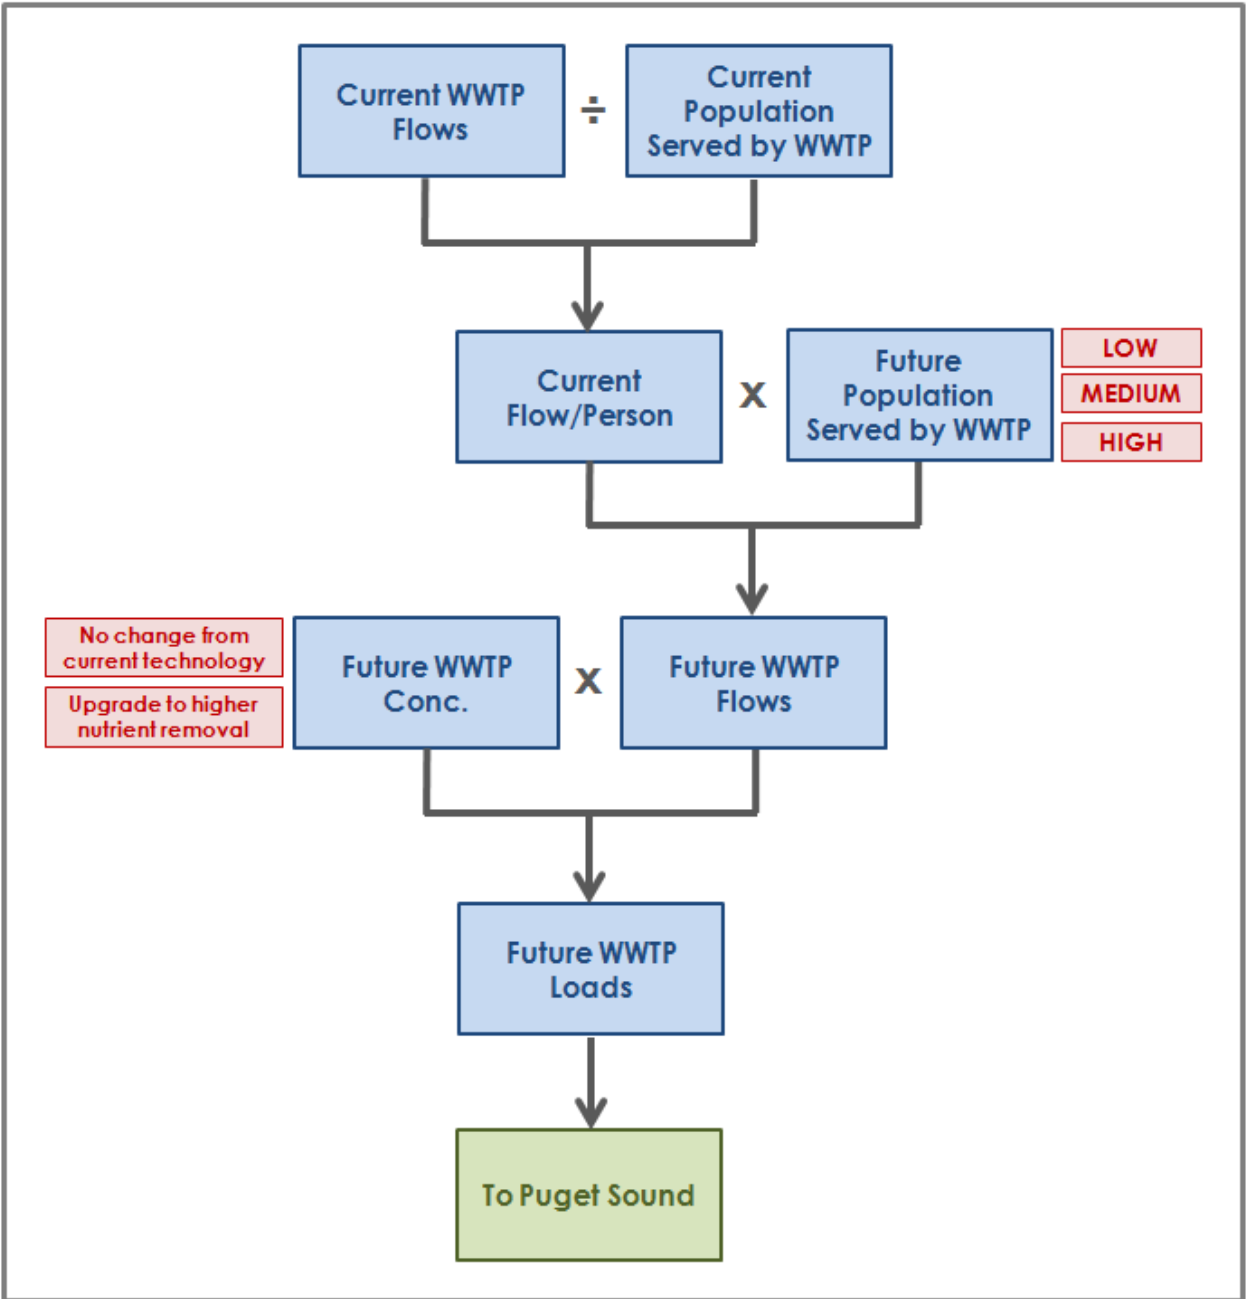 Current WWTP
Flows
÷
Current
Population
Served by WWTP
Current
Flow/Person
x
Future
Population
Served by WWTP
LOW
MEDIUM
HIGH
No change from
current technology
Upgrade to higher
nutrient removal
Future WWTP
Conc.
x
Future WWTP
Flows
Future WWTP
Loads
To Puget Sound